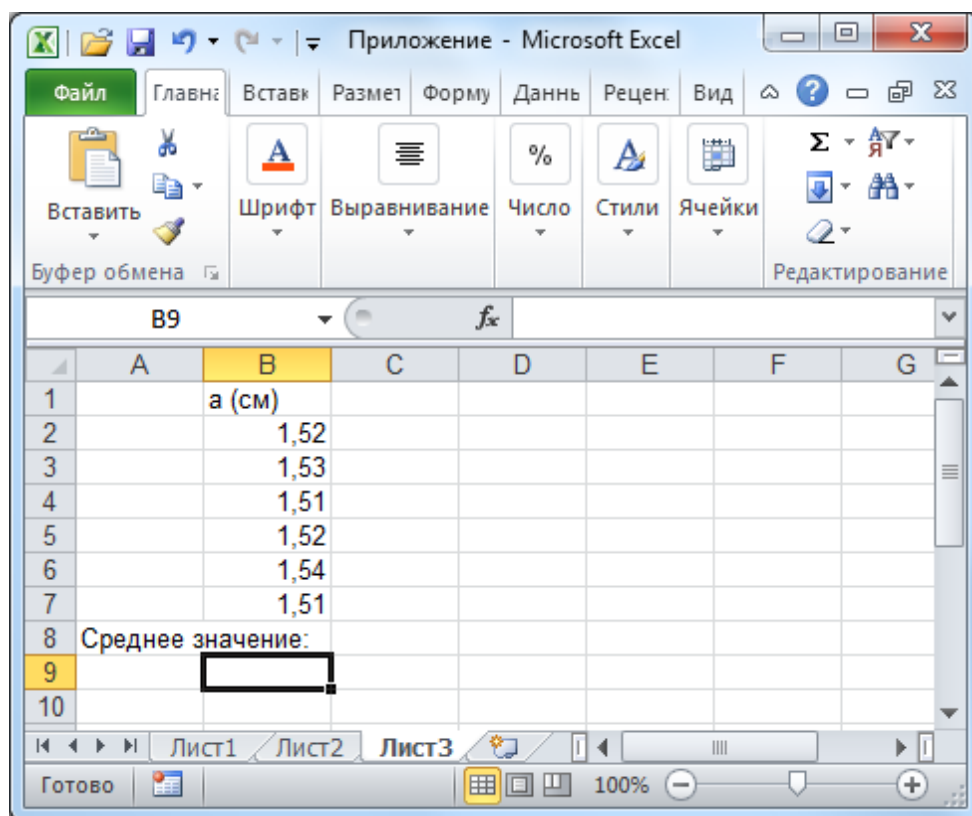 Приложение - Microsoft Excel
Файл Главна Вставк Размет Форму Даннь Рецен: Вид
Вставить Шрифт Выравнивание Число Стили Ячейки
Буфер обмена Редактирование
B9 fx
A B C D E F G
1 a (см)
2 1,52
3 1,53
4 1,51
5 1,52
6 1,54
7 1,51
8 Среднее значение:
9
10
Лист1 Лист2 Лист3
Готово 100%